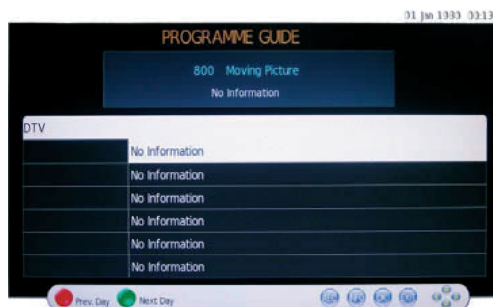 01 Jan 1980 00:13
PROGRAMME GUIDE
800 Moving Picture
No Information
DTV
No Information
No Information
No Information
No Information
No Information
No Information
Prev. Day Next Day